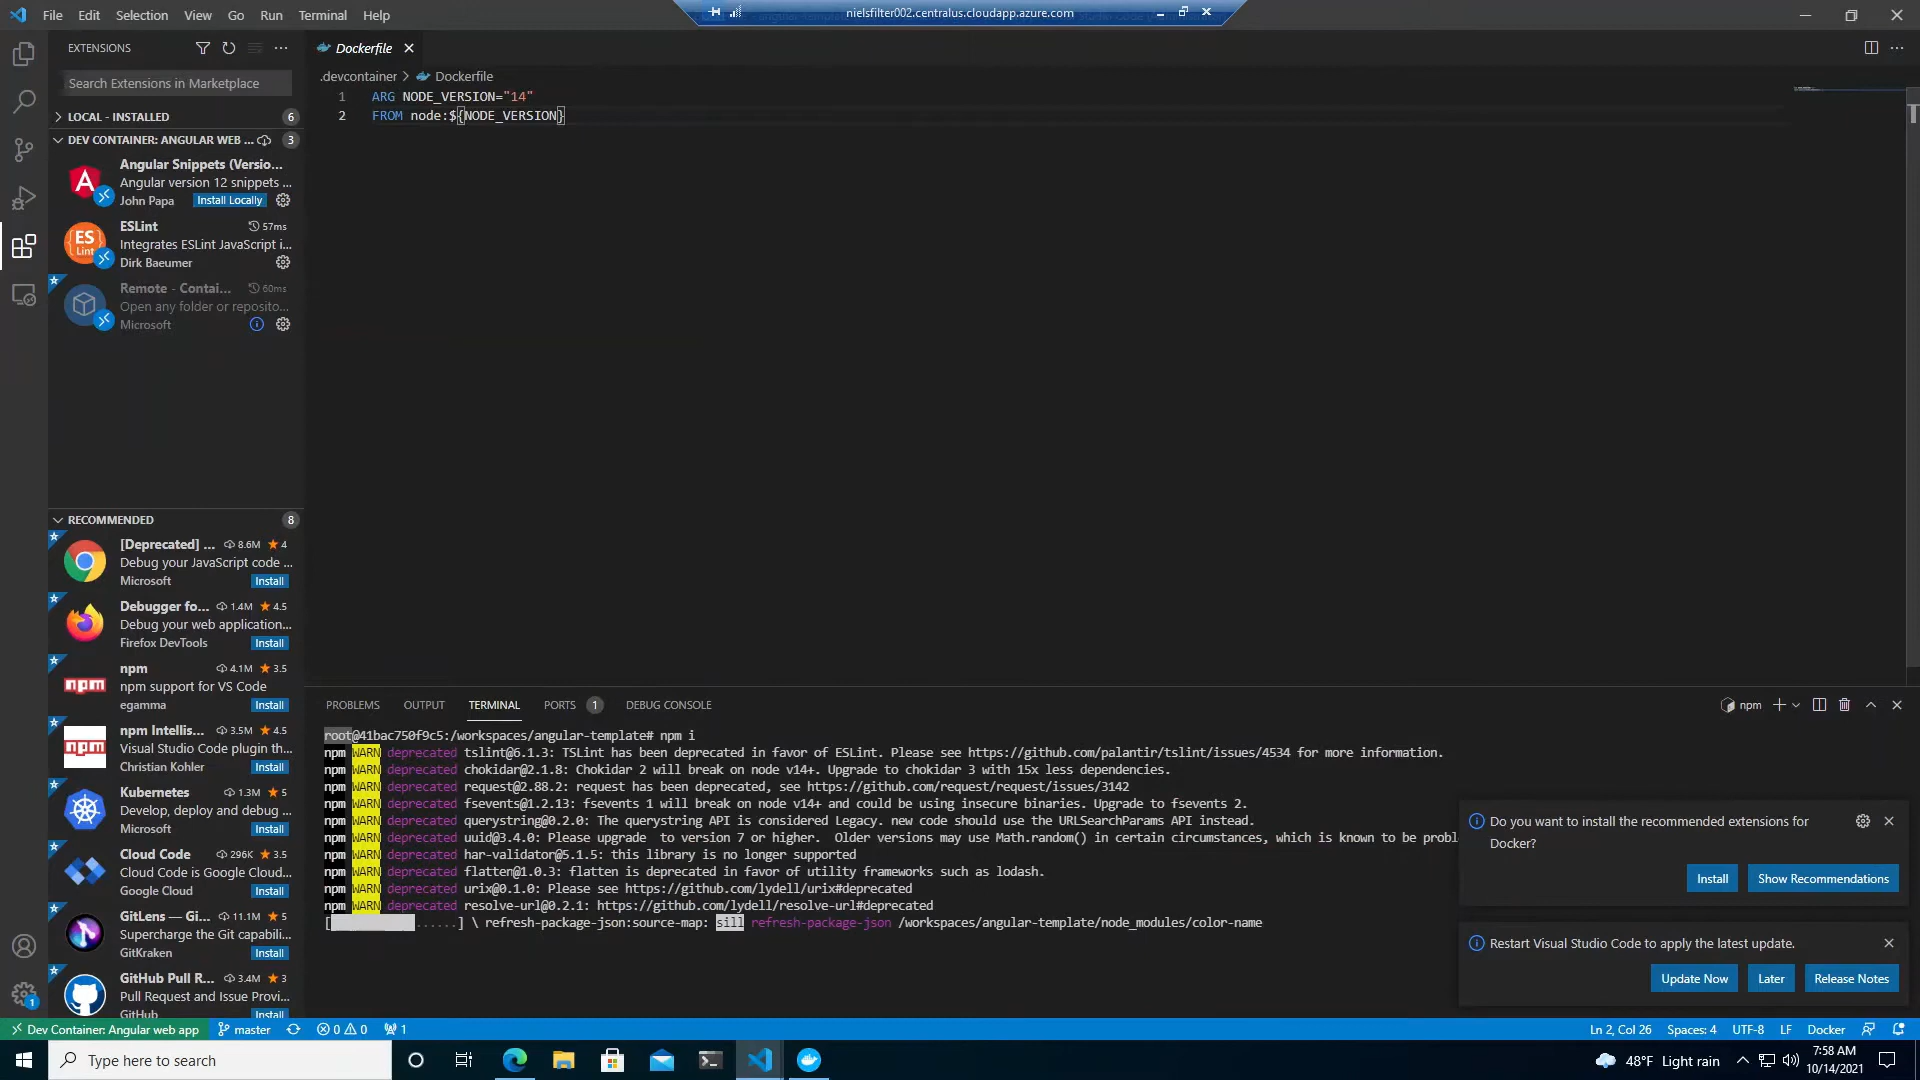 File Edit Selection View Go Run Terminal Help
nielsfilter002.centralus.cloudapp.azure.com
EXTENSIONS
Search Extensions in Marketplace
LOCAL - INSTALLED 6
DEV CONTAINER: ANGULAR WEB ... 3
Angular Snippets (Versio...
Angular version 12 snippets ...
John Papa Install Locally
ESLint 57ms
Integrates ESLint JavaScript i...
Dirk Baeumer
Remote - Contai... 60ms
Open any folder or reposito...
Microsoft
RECOMMENDED 8
[Deprecated] ... 8.6M 4
Debug your JavaScript code ...
Microsoft Install
Debugger fo... 1.4M 4.5
Debug your web application...
Firefox DevTools Install
npm 4.1M 3.5
npm support for VS Code
egamma Install
npm Intellis... 3.5M 4.5
Visual Studio Code plugin th...
Christian Kohler Install
Kubernetes 1.3M 5
Develop, deploy and debug ...
Microsoft Install
Cloud Code 296K 3.5
Cloud Code is Google Cloud...
Google Cloud Install
GitLens — Gi... 11.1M 5
Supercharge the Git capabili...
GitKraken Install
GitHub Pull R... 3.4M 3
Pull Request and Issue Provi...
GitHub Install
Dockerfile
.devcontainer > Dockerfile
1 ARG NODE_VERSION="14"
2 FROM node:${NODE_VERSION}
PROBLEMS OUTPUT TERMINAL PORTS 1 DEBUG CONSOLE
npm
root@41bac750f9c5:/workspaces/angular-template# npm i
npm WARN deprecated tslint@6.1.3: TSLint has been deprecated in favor of ESLint. Please see https://github.com/palantir/tslint/issues/4534 for more information.
npm WARN deprecated chokidar@2.1.8: Chokidar 2 will break on node v14+. Upgrade to chokidar 3 with 15x less dependencies.
npm WARN deprecated request@2.88.2: request has been deprecated, see https://github.com/request/request/issues/3142
npm WARN deprecated fsevents@1.2.13: fsevents 1 will break on node v14+ and could be using insecure binaries. Upgrade to fsevents 2.
npm WARN deprecated querystring@0.2.0: The querystring API is considered Legacy. new code should use the URLSearchParams API instead.
npm WARN deprecated uuid@3.4.0: Please upgrade  to version 7 or higher.  Older versions may use Math.random() in certain circumstances, which is known to be probl
npm WARN deprecated har-validator@5.1.5: this library is no longer supported
npm WARN deprecated flatten@1.0.3: flatten is deprecated in favor of utility frameworks such as lodash.
npm WARN deprecated urix@0.1.0: Please see https://github.com/lydell/urix#deprecated
npm WARN deprecated resolve-url@0.2.1: https://github.com/lydell/resolve-url#deprecated
[ ......] \ refresh-package-json:source-map: sill refresh-package-json /workspaces/angular-template/node_modules/color-name
Do you want to install the recommended extensions for
Docker?
Install Show Recommendations
Restart Visual Studio Code to apply the latest update.
Update Now Later Release Notes
1
Dev Container: Angular web app master 0 0 1
Ln 2, Col 26 Spaces: 4 UTF-8 LF Docker
Type here to search
48°F Light rain
7:58 AM
10/14/2021